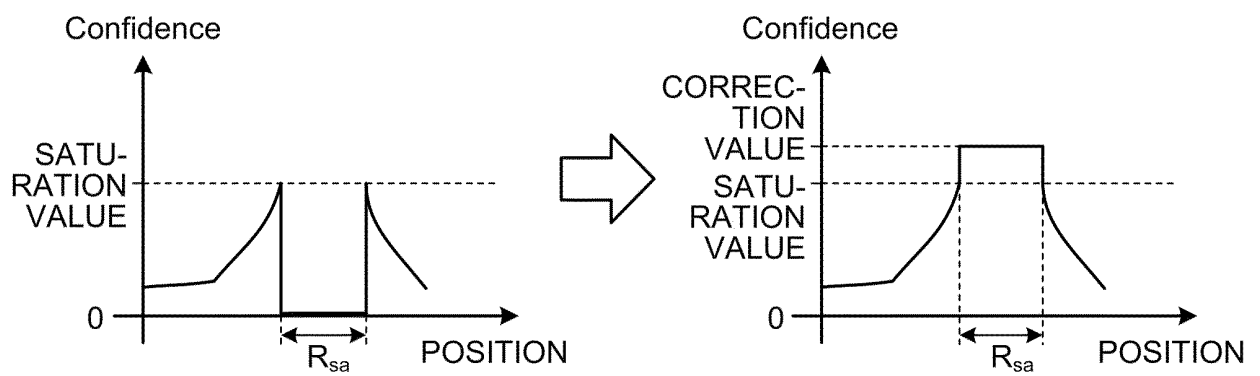 Confidence
SATU-
RATION
VALUE
0
Rsa
POSITION
Confidence
CORREC-
TION
VALUE
SATU-
RATION
VALUE
0
Rsa
POSITION